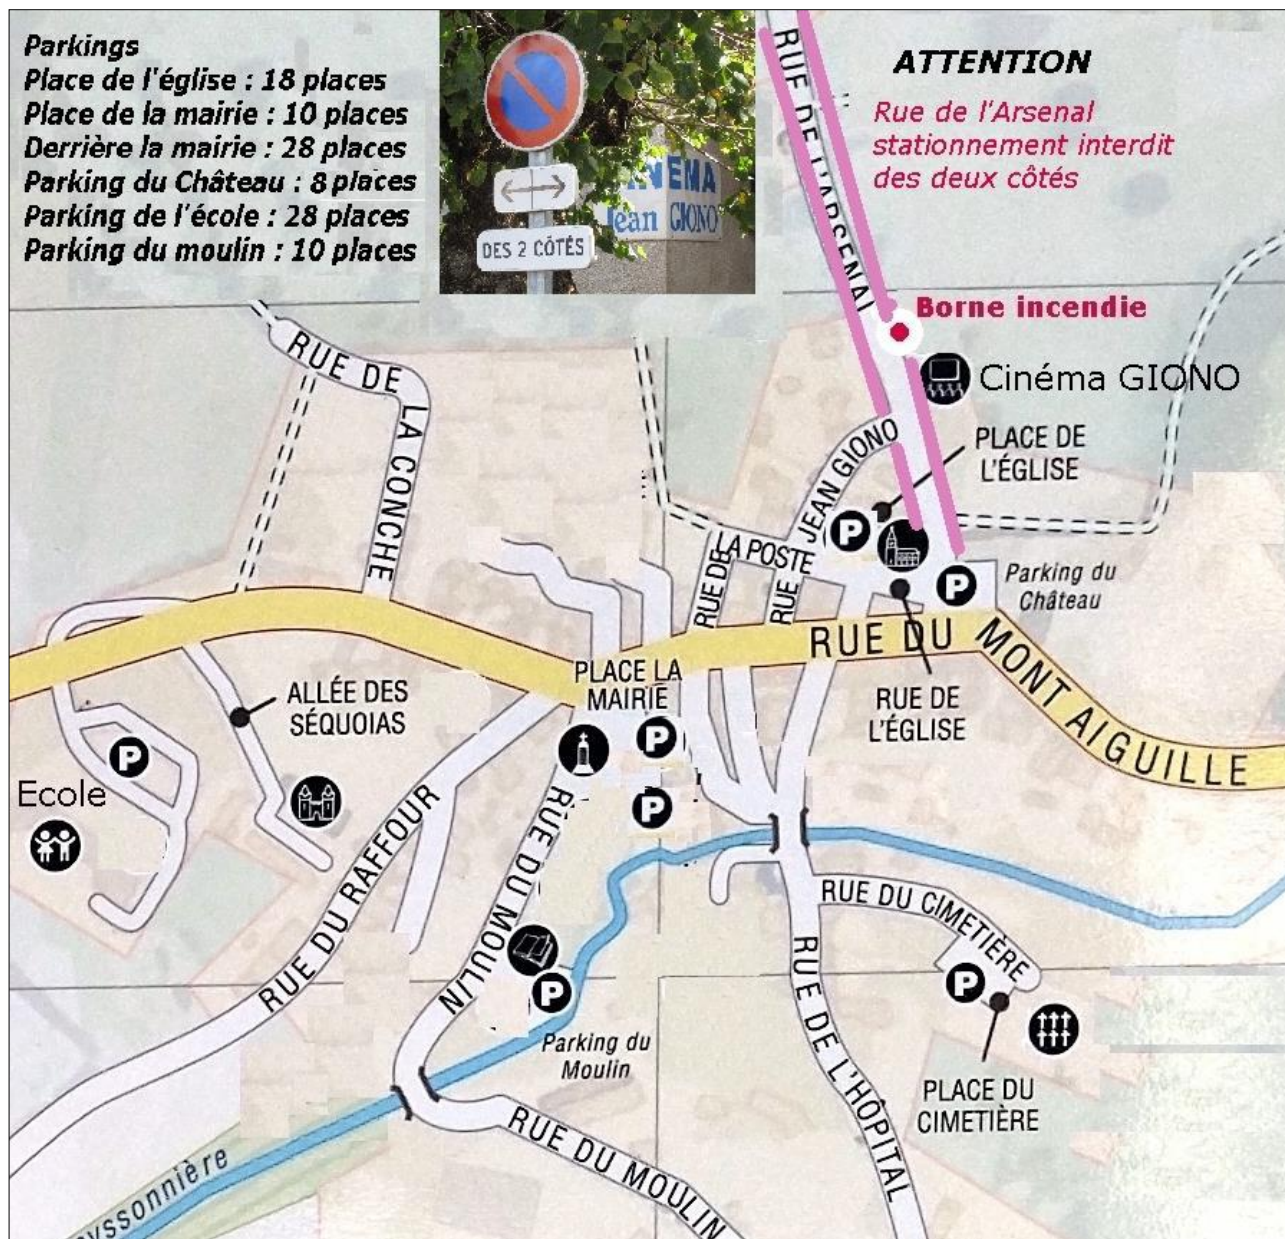 Parkings
Place de l'église : 18 places
Place de la mairie : 10 places
Derrière la mairie : 28 places
Parking du Château : 8 places
Parking de l'école : 28 places
Parking du moulin : 10 places
CINEMA
Jean GIONO
DES 2 CÔTÉS
ATTENTION
Rue de l'Arsenal
stationnement interdit
des deux côtés
RUE DE L'ARSENAL
Borne incendie
Cinéma GIONO
PLACE DE
L'ÉGLISE
RUE DE
LA CONCHE
RUE JEAN GIONO
P
RUE DE LA POSTE
P
Parking du
Château
RUE DU MONT AIGUILLE
PLACE LA
MAIRIE
RUE DE
L'ÉGLISE
ALLÉE DES
SÉQUOIAS
P
P
P
Ecole
RUE DU RAFFOUR
RUE DU MOULIN
RUE DU CIMETIÈRE
P
P
Parking du
Moulin
RUE DE L'HÔPITAL
PLACE DU
CIMETIÈRE
RUE DU MOULIN
yssonnière